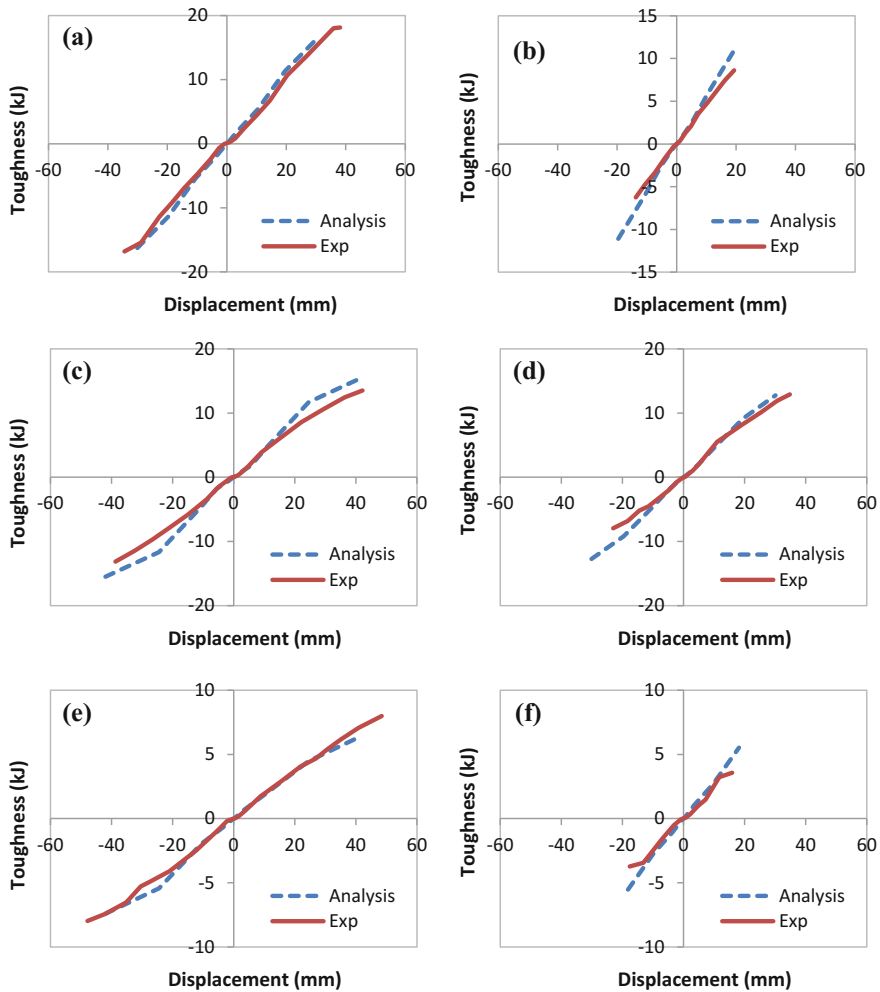 (a)
Toughness (kJ)
20
10
0
-10
-20
-60 -40 -20 0 20 40 60
Analysis
Exp
Displacement (mm)
(b)
Toughness (kJ)
15
10
5
0
-5
-10
-15
-60 -40 -20 0 20 40 60
Analysis
Exp
Displacement (mm)
(c)
Toughness (kJ)
20
10
0
-10
-20
-60 -40 -20 0 20 40 60
Analysis
Exp
Displacement (mm)
(d)
Toughness (kJ)
20
10
0
-10
-20
-60 -40 -20 0 20 40 60
Analysis
Exp
Displacement (mm)
(e)
Toughness (kJ)
10
5
0
-5
-10
-60 -40 -20 0 20 40 60
Analysis
Exp
Displacement (mm)
(f)
Toughness (kJ)
10
5
0
-5
-10
-60 -40 -20 0 20 40 60
Analysis
Exp
Displacement (mm)